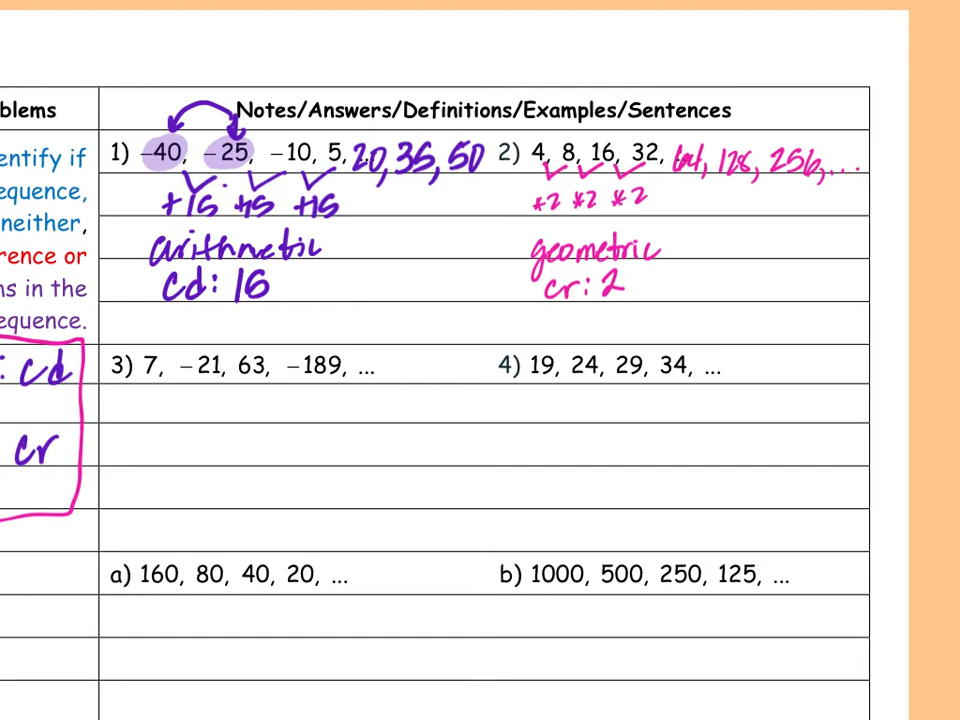 blems
Notes/Answers/Definitions/Examples/Sentences
entify if
equence,
neither,
rence or
ns in the
equence.
: cd
cr
1) -40, -25, -10, 5, ... 20, 35, 50
+15 +15 +15
arithmetic
cd: 15
2) 4, 8, 16, 32, ... 64, 128, 256, ...
*2 *2 *2
geometric
cr: 2
3) 7, -21, 63, -189, ...
4) 19, 24, 29, 34, ...
a) 160, 80, 40, 20, ...
b) 1000, 500, 250, 125, ...